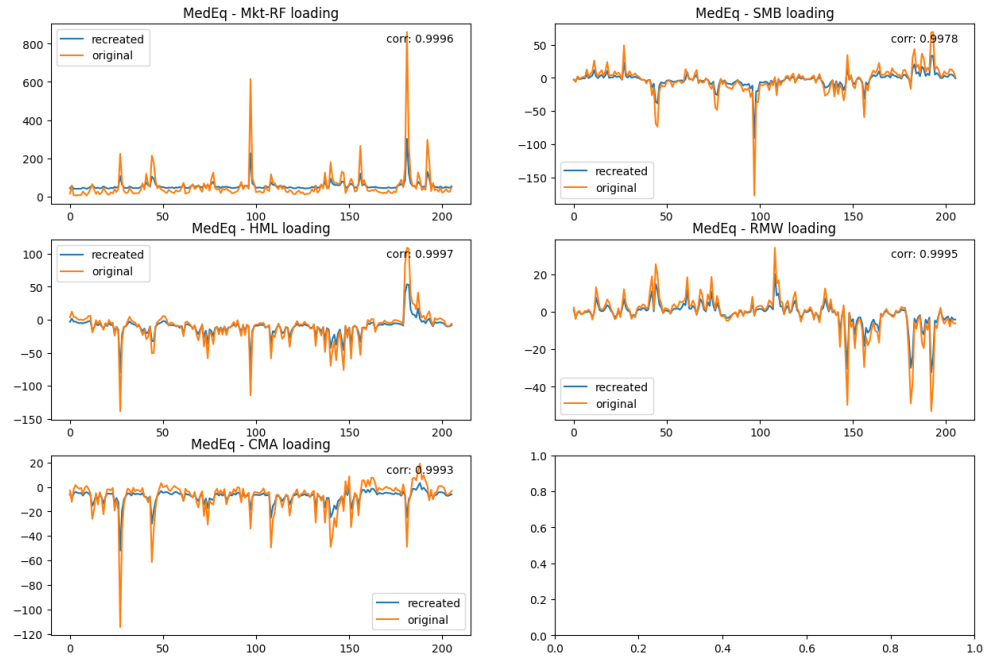 MedEq - Mkt-RF loading
800
600
400
200
0
recreated
original
corr: 0.9996
0 50 100 150 200
MedEq - SMB loading
50
0
−50
−100
−150
corr: 0.9978
recreated
original
0 50 100 150 200
MedEq - HML loading
100
50
0
−50
−100
−150
recreated
original
corr: 0.9997
0 50 100 150 200
MedEq - RMW loading
20
0
−20
−40
corr: 0.9995
recreated
original
0 50 100 150 200
MedEq - CMA loading
20
0
−20
−40
−60
−80
−100
−120
corr: 0.9993
recreated
original
0 50 100 150 200
1.0
0.8
0.6
0.4
0.2
0.0
0.0 0.2 0.4 0.6 0.8 1.0